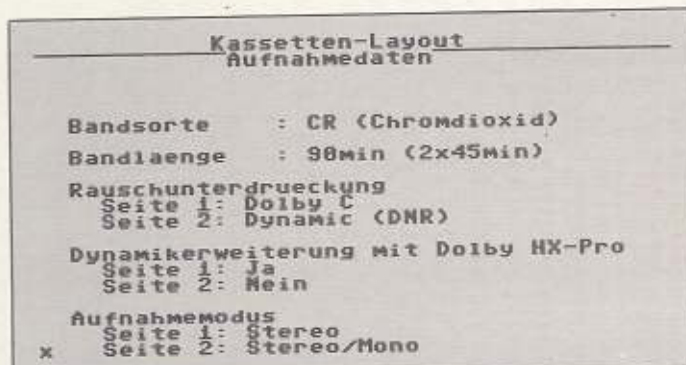 Kassetten-Layout
Aufnahmedaten
Bandsorte : CR (Chromdioxid)
Bandlaenge : 90min (2x45min)
Rauschunterdrueckung
Seite 1: Dolby C
Seite 2: Dynamic (DNR)
Dynamikerweiterung mit Dolby HX-Pro
Seite 1: Ja
Seite 2: Nein
Aufnahmemodus
Seite 1: Stereo
x Seite 2: Stereo/Mono